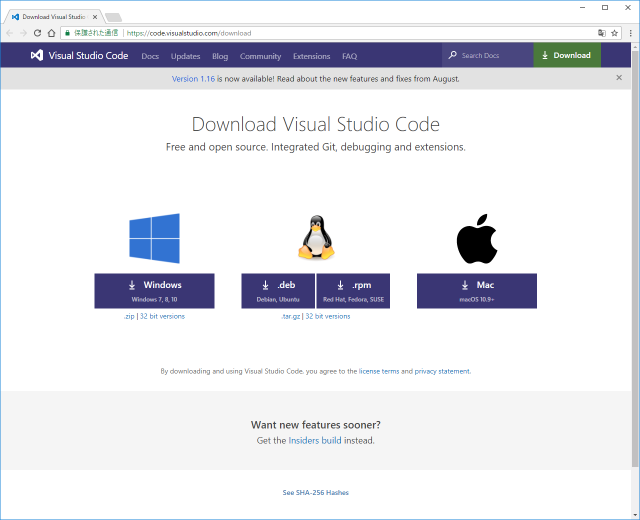 Download Visual Studio
保護された通信 | https://code.visualstudio.com/download
Visual Studio Code Docs Updates Blog Community Extensions FAQ Search Docs Download
Version 1.16 is now available! Read about the new features and fixes from August.
Download Visual Studio Code
Free and open source. Integrated Git, debugging and extensions.
Windows
Windows 7, 8, 10
.zip | 32 bit versions
.deb
Debian, Ubuntu
.rpm
Red Hat, Fedora, SUSE
.tar.gz | 32 bit versions
Mac
macOS 10.9+
By downloading and using Visual Studio Code, you agree to the license terms and privacy statement.
Want new features sooner?
Get the Insiders build instead.
See SHA-256 Hashes